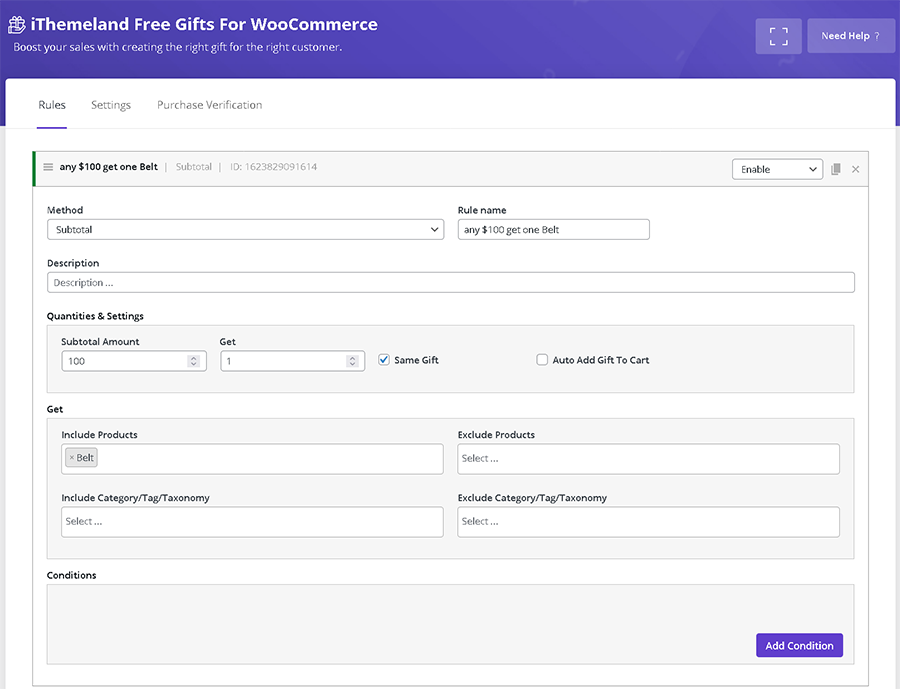 iThemeland Free Gifts For WooCommerce
Boost your sales with creating the right gift for the right customer.
Need Help ?
Rules Settings Purchase Verification
any $100 get one Belt | Subtotal | ID: 1623829091614 Enable ×
Method Rule name
Subtotal any $100 get one Belt
Description
Description ...
Quantities & Settings
Subtotal Amount Get
100 1 Same Gift Auto Add Gift To Cart
Get
Include Products Exclude Products
× Belt Select ...
Include Category/Tag/Taxonomy Exclude Category/Tag/Taxonomy
Select ... Select ...
Conditions
Add Condition